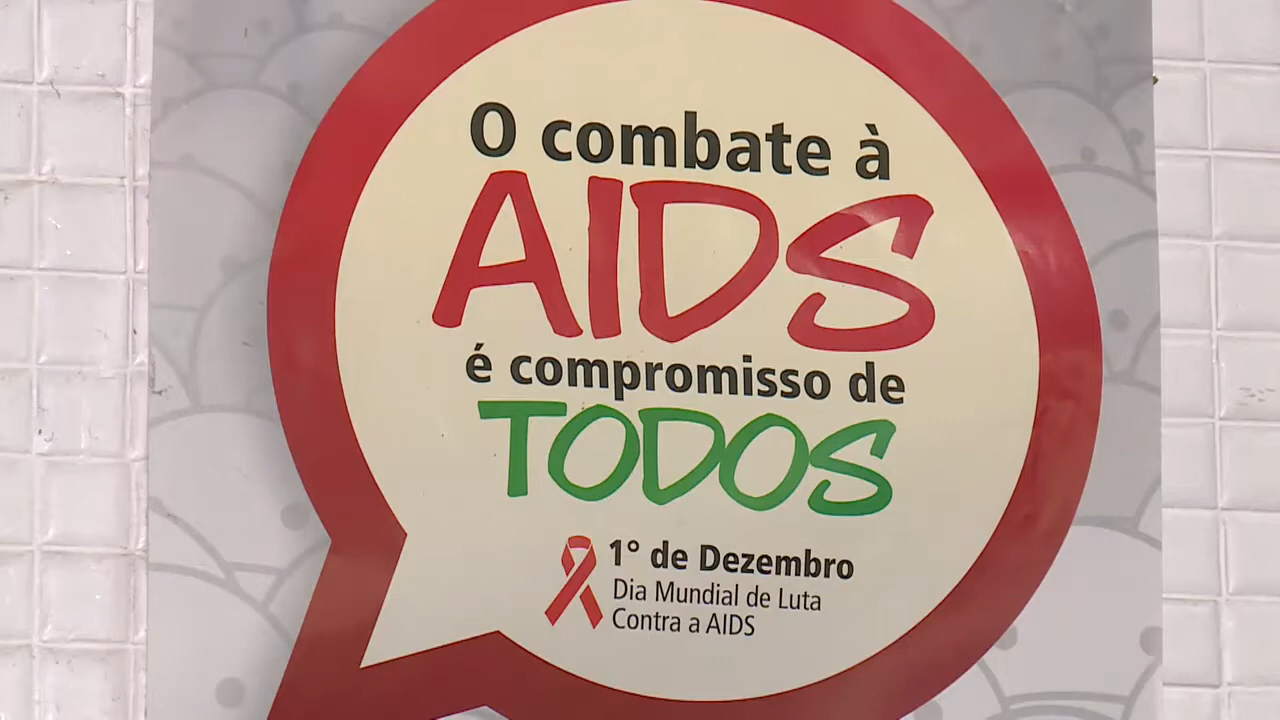 O combate à
AIDS
é compromisso de
TODOS
1° de Dezembro
Dia Mundial de Luta
Contra a AIDS